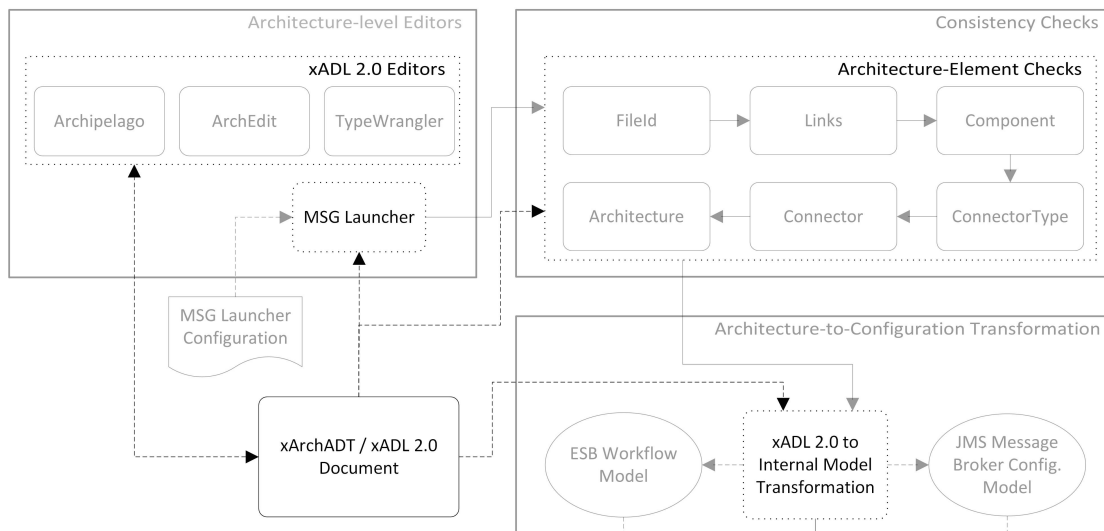 Architecture-level Editors
xADL 2.0 Editors
Archipelago
ArchEdit
TypeWrangler
MSG Launcher
MSG Launcher
Configuration
xArchADT / xADL 2.0
Document
Consistency Checks
Architecture-Element Checks
FileId
Links
Component
Architecture
Connector
ConnectorType
Architecture-to-Configuration Transformation
ESB Workflow
Model
xADL 2.0 to
Internal Model
Transformation
JMS Message
Broker Config.
Model